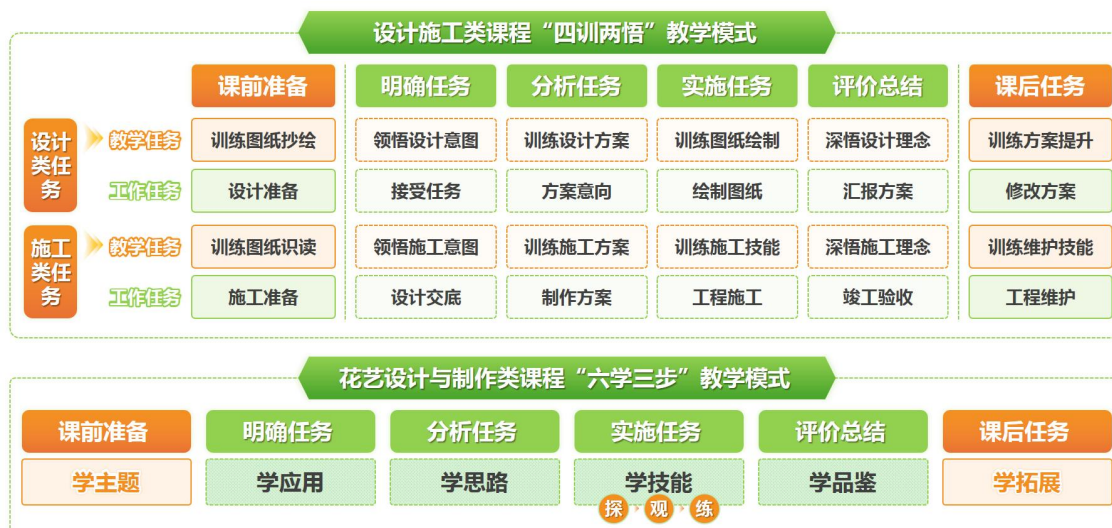 设计施工类课程“四训两悟”教学模式
课前准备 明确任务 分析任务 实施任务 评价总结 课后任务
设计类任务 教学任务 训练图纸抄绘 领悟设计意图 训练设计方案 训练图纸绘制 深悟设计理念 训练方案提升
工作任务 设计准备 接受任务 方案意向 绘制图纸 汇报方案 修改方案
施工类任务 教学任务 训练图纸识读 领悟施工意图 训练施工方案 训练施工技能 深悟施工理念 训练维护技能
工作任务 施工准备 设计交底 制作方案 工程施工 竣工验收 工程维护
花艺设计与制作类课程“六学三步”教学模式
课前准备 明确任务 分析任务 实施任务 评价总结 课后任务
学主题 学应用 学思路 学技能 学品鉴 学拓展
探 观 练